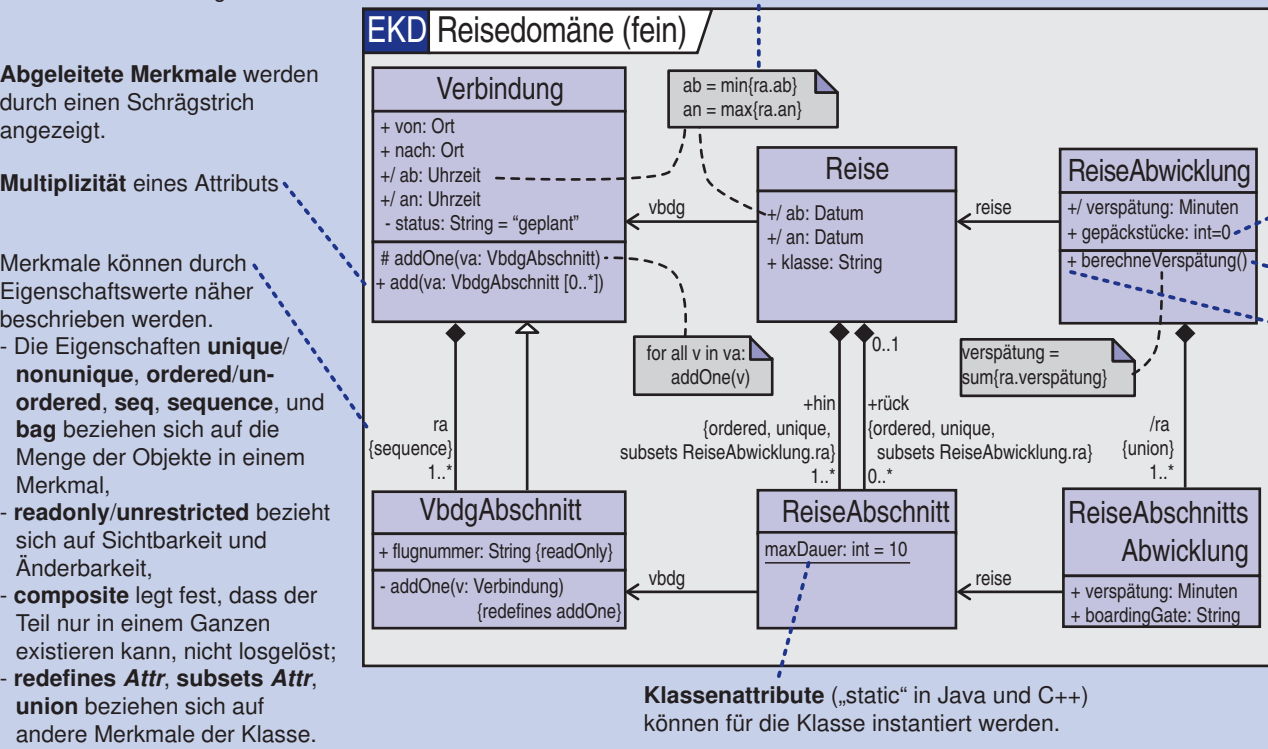 EKD Reisedomäne (fein)
Abgeleitete Merkmale werden
durch einen Schrägstrich
angezeigt.
Multiplizität eines Attributs
Merkmale können durch
Eigenschaftswerte näher
beschrieben werden.
- Die Eigenschaften unique/
nonunique, ordered/un-
ordered, seq, sequence, und
bag beziehen sich auf die
Menge der Objekte in einem
Merkmal,
- readonly/unrestricted bezieht
sich auf Sichtbarkeit und
Änderbarkeit,
- composite legt fest, dass der
Teil nur in einem Ganzen
existieren kann, nicht losgelöst;
- redefines Attr, subsets Attr,
union beziehen sich auf
andere Merkmale der Klasse.
Verbindung
+ von: Ort
+ nach: Ort
+/ ab: Uhrzeit
+/ an: Uhrzeit
- status: String = “geplant”
# addOne(va: VbdgAbschnitt)
+ add(va: VbdgAbschnitt [0..*])
ab = min{ra.ab}
an = max{ra.an}
vbdg
Reise
+/ ab: Datum
+/ an: Datum
+ klasse: String
reise
ReiseAbwicklung
+/ verspätung: Minuten
+ gepäckstücke: int=0
+ berechneVerspätung()
for all v in va:
addOne(v)
0..1
verspätung =
sum{ra.verspätung}
ra
{sequence}
1..*
+hin
{ordered, unique,
subsets ReiseAbwicklung.ra}
1..*
+rück
{ordered, unique,
subsets ReiseAbwicklung.ra}
0..*
/ra
{union}
1..*
VbdgAbschnitt
+ flugnummer: String {readOnly}
- addOne(v: Verbindung)
{redefines addOne}
vbdg
ReiseAbschnitt
maxDauer: int = 10
reise
ReiseAbschnitts
Abwicklung
+ verspätung: Minuten
+ boardingGate: String
Klassenattribute („static“ in Java und C++)
können für die Klasse instantiert werden.